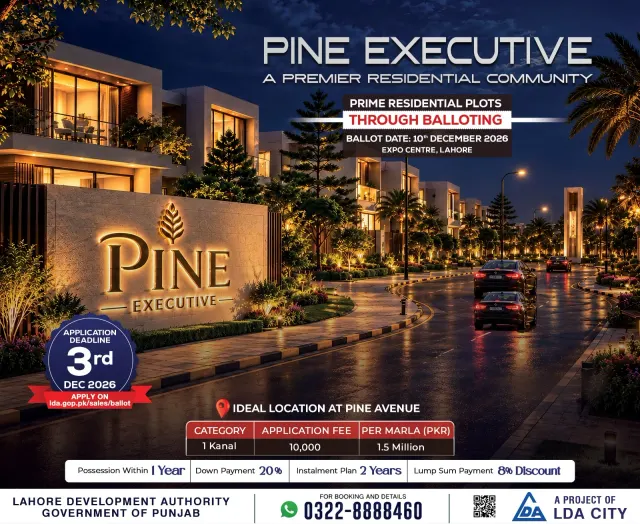 PINE EXECUTIVE
A PREMIER RESIDENTIAL COMMUNITY
PRIME RESIDENTIAL PLOTS
THROUGH BALLOTING
BALLOT DATE: 10th DECEMBER 2026
EXPO CENTRE, LAHORE
PINE
EXECUTIVE
APPLICATION
DEADLINE
3rd
DEC 2026
APPLY ON
lda.gop.pk/sales/ballot
IDEAL LOCATION AT PINE AVENUE
CATEGORY APPLICATION FEE PER MARLA (PKR)
1 Kanal 10,000 1.5 Million
Possession Within 1 Year Down Payment 20% Instalment Plan 2 Years Lump Sum Payment 8% Discount
LAHORE DEVELOPMENT AUTHORITY
GOVERNMENT OF PUNJAB
FOR BOOKING AND DETAILS
0322-8888460
LDA
A PROJECT OF
LDA CITY